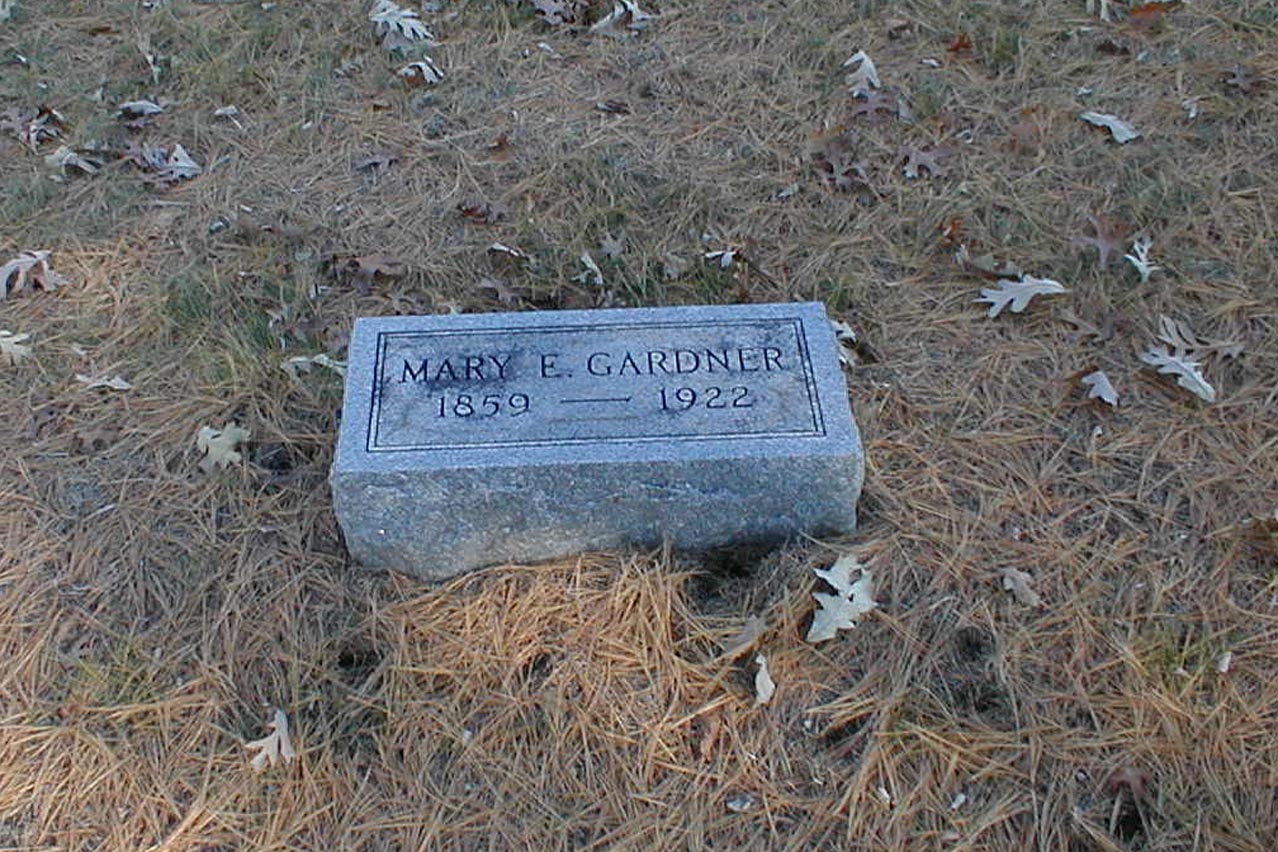 MARY E. GARDNER
1859 — 1922